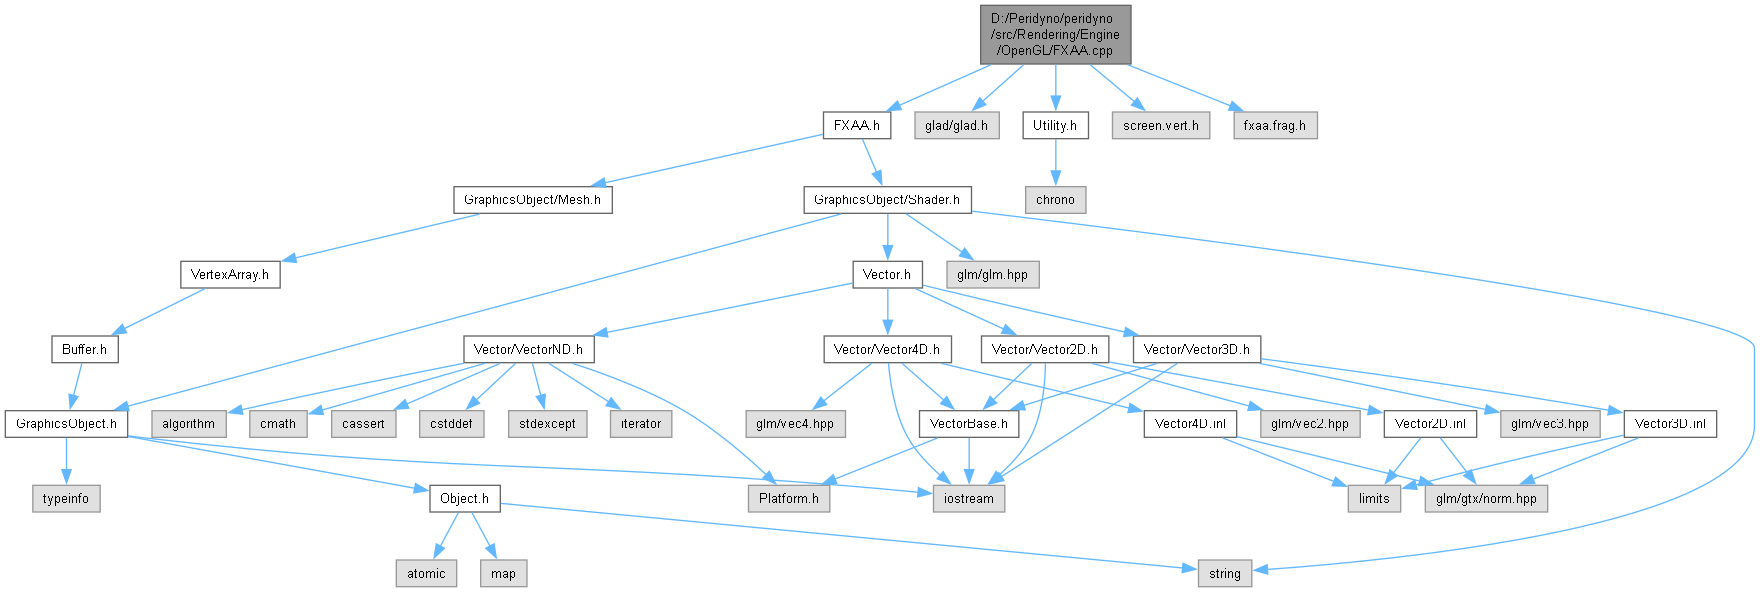 D:/Peridyno/peridyno
/src/Rendering/Engine
/OpenGL/FXAA.cpp
FXAA.h
glad/glad.h
Utility.h
screen.vert.h
fxaa.frag.h
GraphicsObject/Mesh.h
GraphicsObject/Shader.h
chrono
VertexArray.h
Vector.h
glm/glm.hpp
Buffer.h
Vector/VectorND.h
Vector/Vector4D.h
Vector/Vector2D.h
Vector/Vector3D.h
GraphicsObject.h
algorithm
cmath
cassert
cstddef
stdexcept
iterator
glm/vec4.hpp
VectorBase.h
Vector4D.inl
glm/vec2.hpp
Vector2D.inl
glm/vec3.hpp
Vector3D.inl
typeinfo
Object.h
Platform.h
iostream
limits
glm/gtx/norm.hpp
atomic
map
string